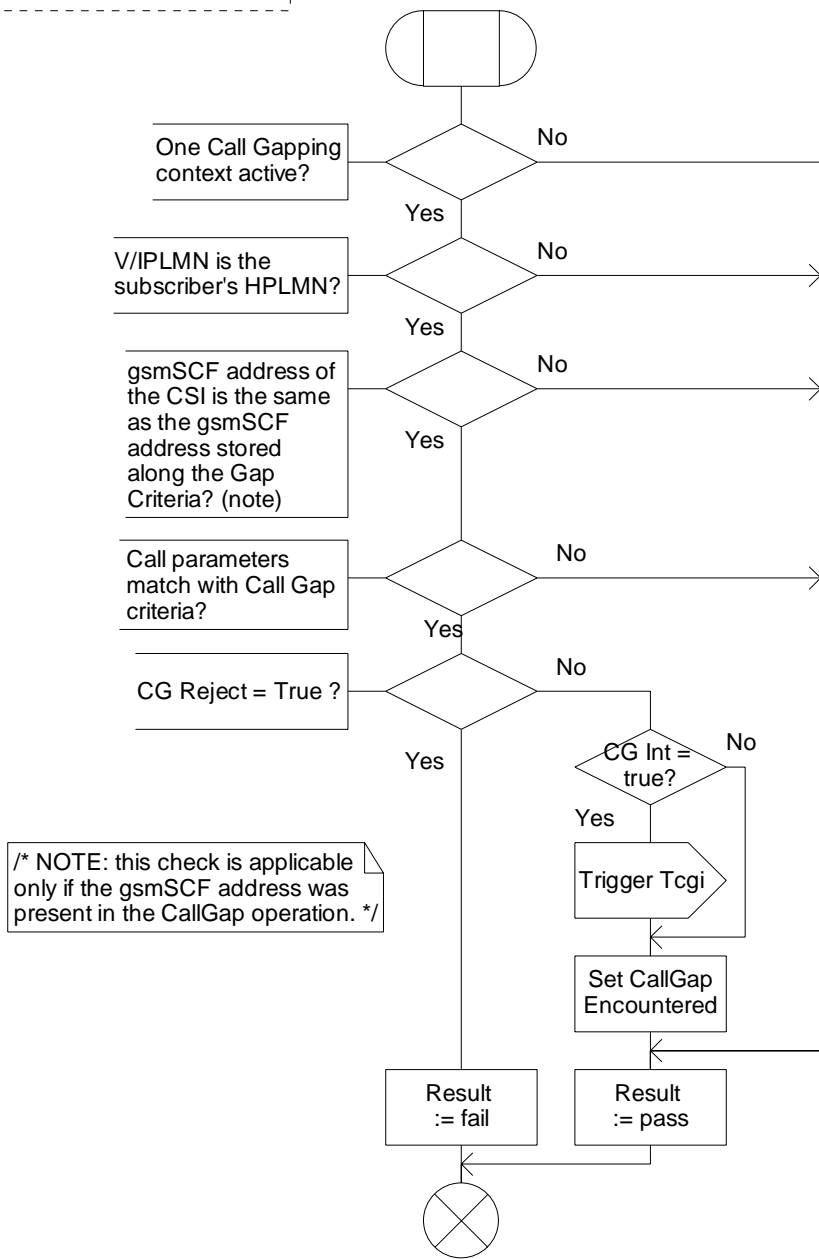 One Call Gapping
context active?
No
Yes
V/IPLMN is the
subscriber's HPLMN?
No
Yes
gsmSCF address of
the CSI is the same
as the gsmSCF
address stored
along the Gap
Criteria? (note)
No
Yes
Call parameters
match with Call Gap
criteria?
No
Yes
CG Reject = True ?
No
Yes
CG Int =
true?
No
Yes
Trigger Tcgi
/* NOTE: this check is applicable
only if the gsmSCF address was
present in the CallGap operation. */
Set CallGap
Encountered
Result
:= fail
Result
:= pass